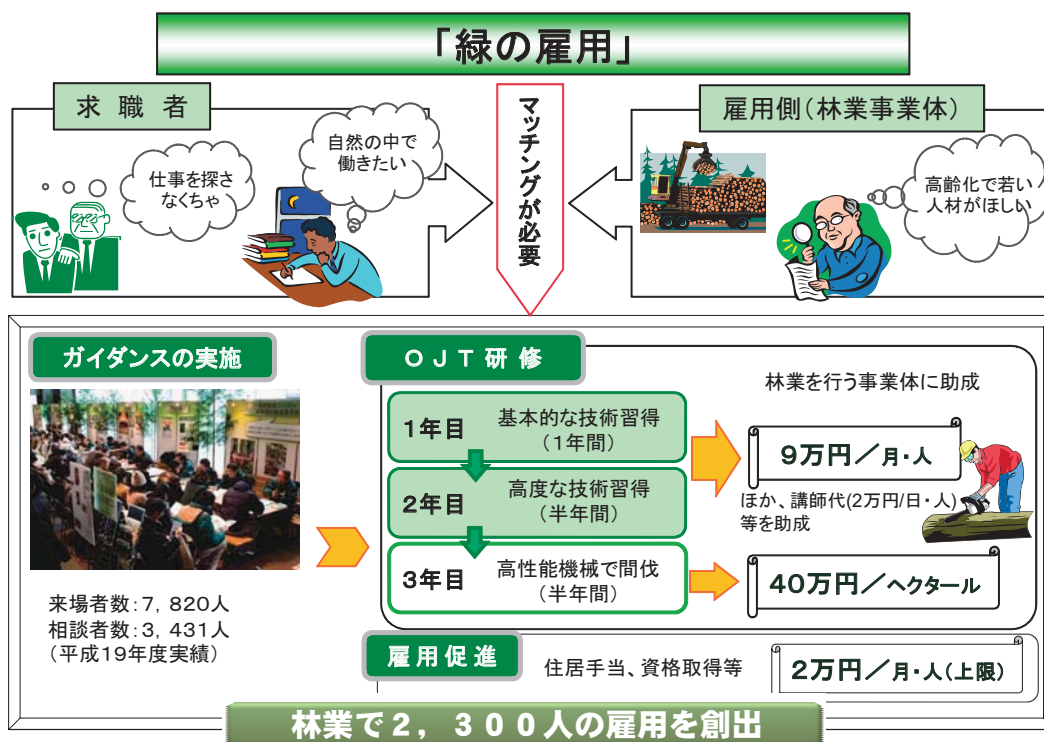 「緑の雇用」
求 職 者
仕事を探さ
なくちゃ
自然の中で
働きたい
マッチングが必要
雇用側(林業事業体)
高齢化で若い
人材がほしい
ガイダンスの実施
来場者数：7，820人
相談者数：3，431人
(平成19年度実績)
OJT研修
林業を行う事業体に助成
1年目
基本的な技術習得
(1年間)
2年目
高度な技術習得
(半年間)
3年目
高性能機械で間伐
(半年間)
9万円／月・人
ほか、講師代(2万円/日・人)
等を助成
40万円／ヘクタール
雇用促進
住居手当、資格取得等
2万円／月・人(上限)
林業で2，300人の雇用を創出